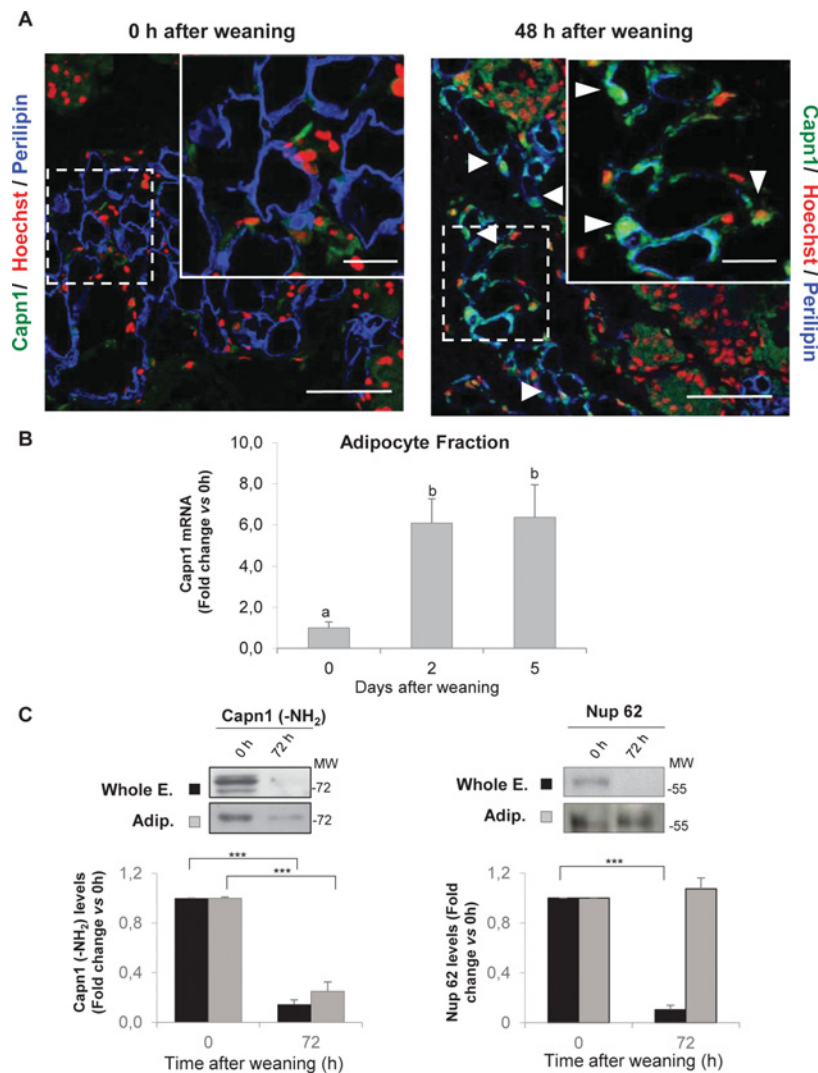 A
0 h after weaning
48 h after weaning
Capn1/ Hoechst / Perilipin
Capn1/ Hoechst / Perilipin
B
Adipocyte Fraction
Capn1 mRNA
(Fold change vs 0h)
10,0
8,0
6,0
4,0
2,0
0,0
a
b
b
0
2
5
Days after weaning
C
Capn1 (-NH₂)
0 h
72 h
MW
Whole E.
-72
Adip.
-72
Capn1 (-NH₂) levels
(Fold change vs 0h)
1,2
0,8
0,4
0,0
***
***
0
72
Time after weaning (h)
Nup 62
0 h
72 h
MW
Whole E.
-55
Adip.
-55
Nup 62 levels (Fold
change vs 0h)
1,2
0,8
0,4
0,0
***
0
72
Time after weaning (h)